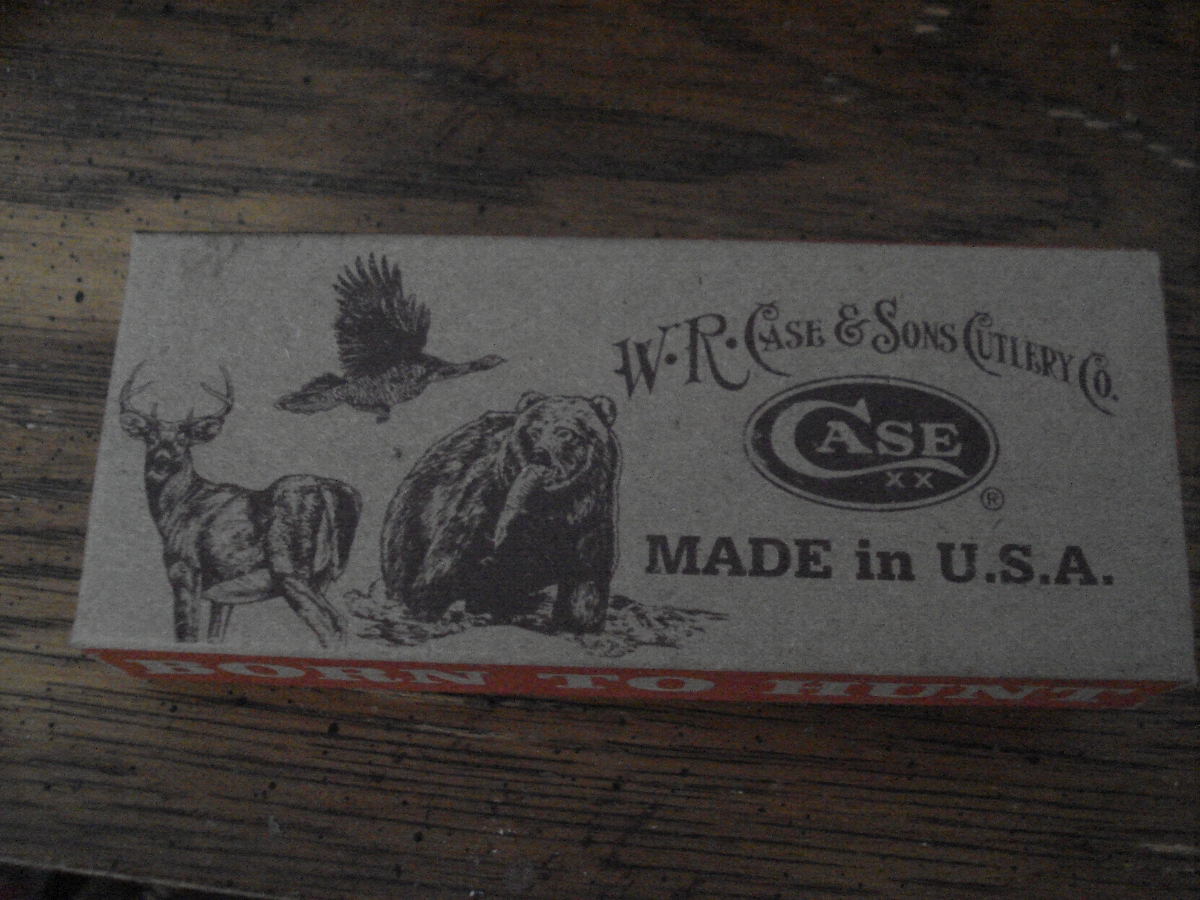 W·R·CASE & SONS CUTLERY CO.
CASE
XX
®
MADE in U.S.A.
BORN TO HUNT